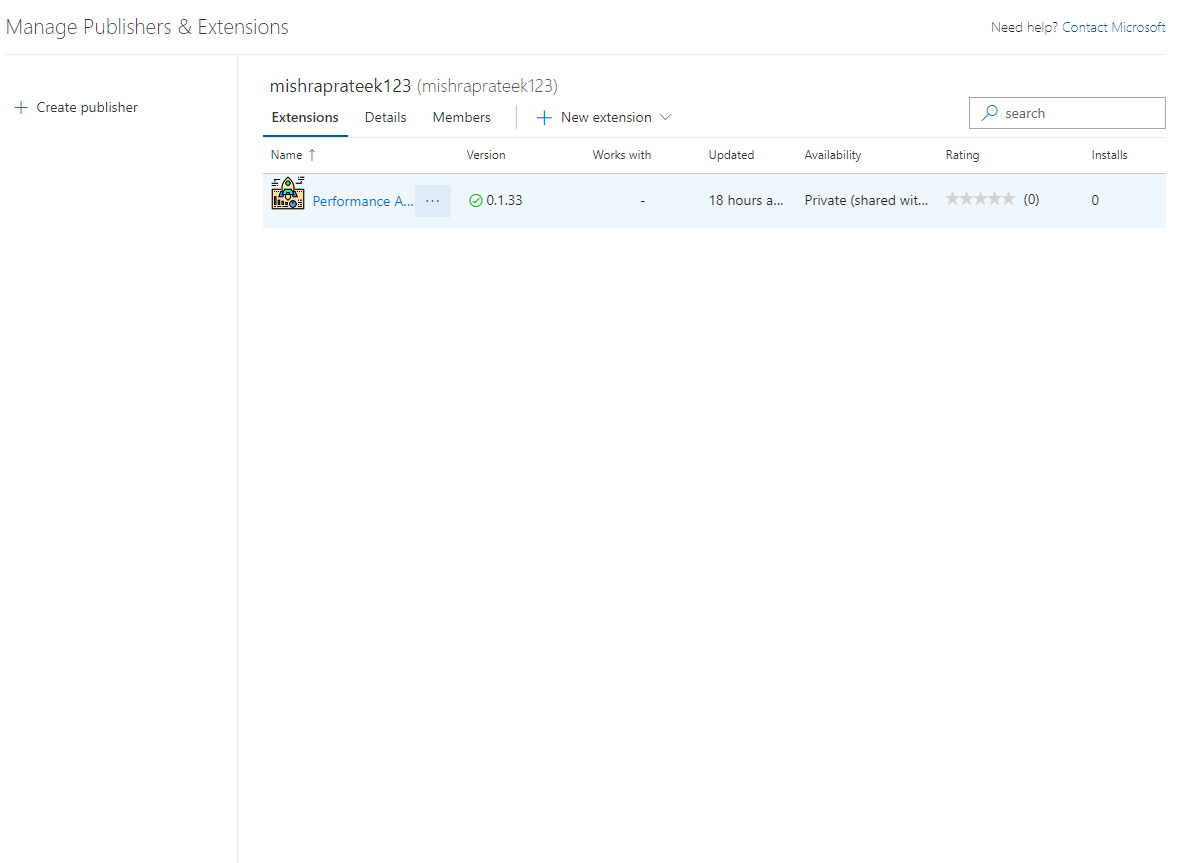 Manage Publishers & Extensions
Need help? Contact Microsoft
+ Create publisher
mishraprateek123 (mishraprateek123)
Extensions Details Members + New extension
search
Name ↑ Version Works with Updated Availability Rating Installs
Performance A... ... 0.1.33 - 18 hours a... Private (shared wit... (0) 0